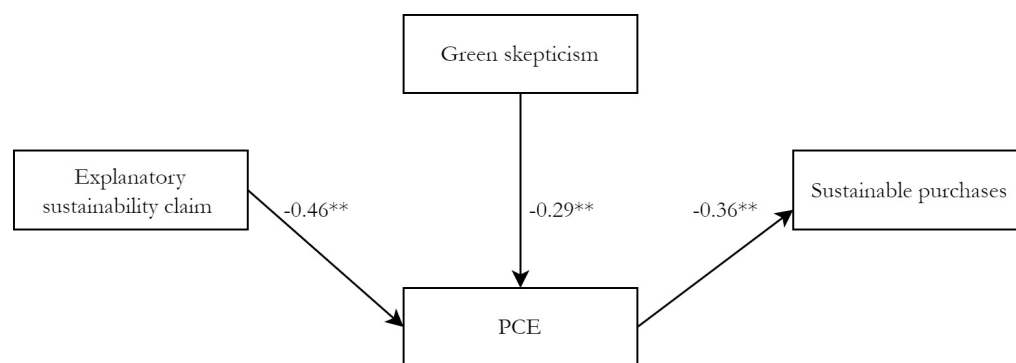 Green skepticism
Explanatory
sustainability claim
Sustainable purchases
-0.46**
-0.29**
-0.36**
PCE